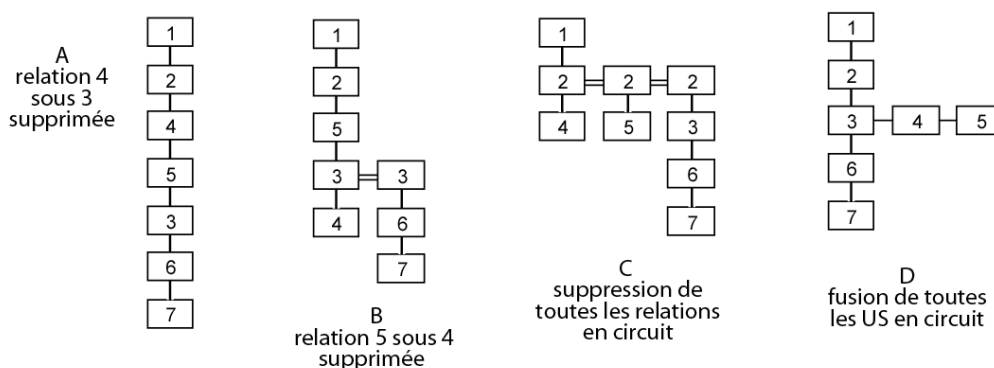 A
relation 4
sous 3
supprimée
1
2
4
5
3
6
7
1
2
5
3 3
4 6
7
B
relation 5 sous 4
supprimée
1
2 2 2
4 5 3
6
7
C
suppression de
toutes les relations
en circuit
1
2
3 4 5
6
7
D
fusion de toutes
les US en circuit